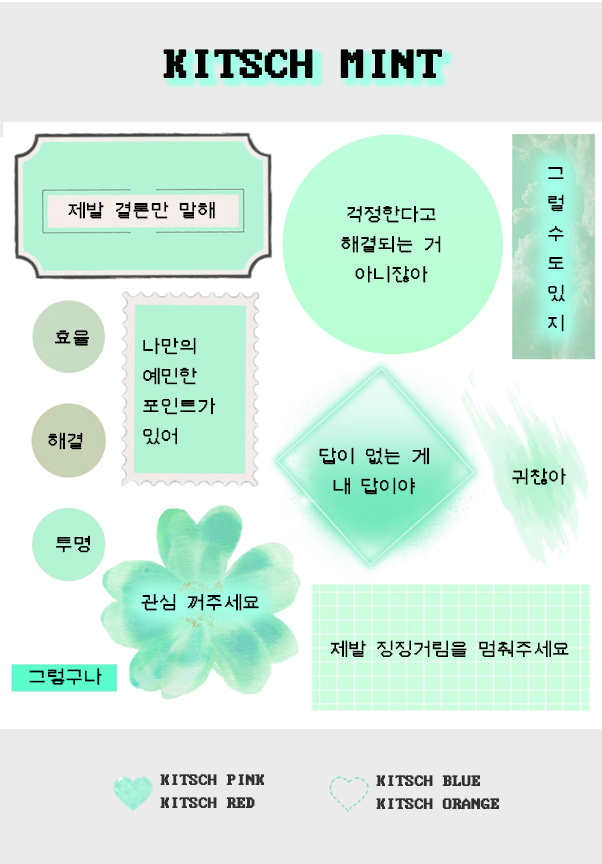 KITSCH MINT
제발 결론만 말해
걱정한다고
해결되는 거
아니잖아
그
럴
수
도
있
지
효율
나만의
예민한
포인트가
있어
해결
답이 없는 게
내 답이야
귀찮아
투명
관심 꺼주세요
제발 징징거림을 멈춰주세요
그렇구나
KITSCH PINK
KITSCH RED
KITSCH BLUE
KITSCH ORANGE